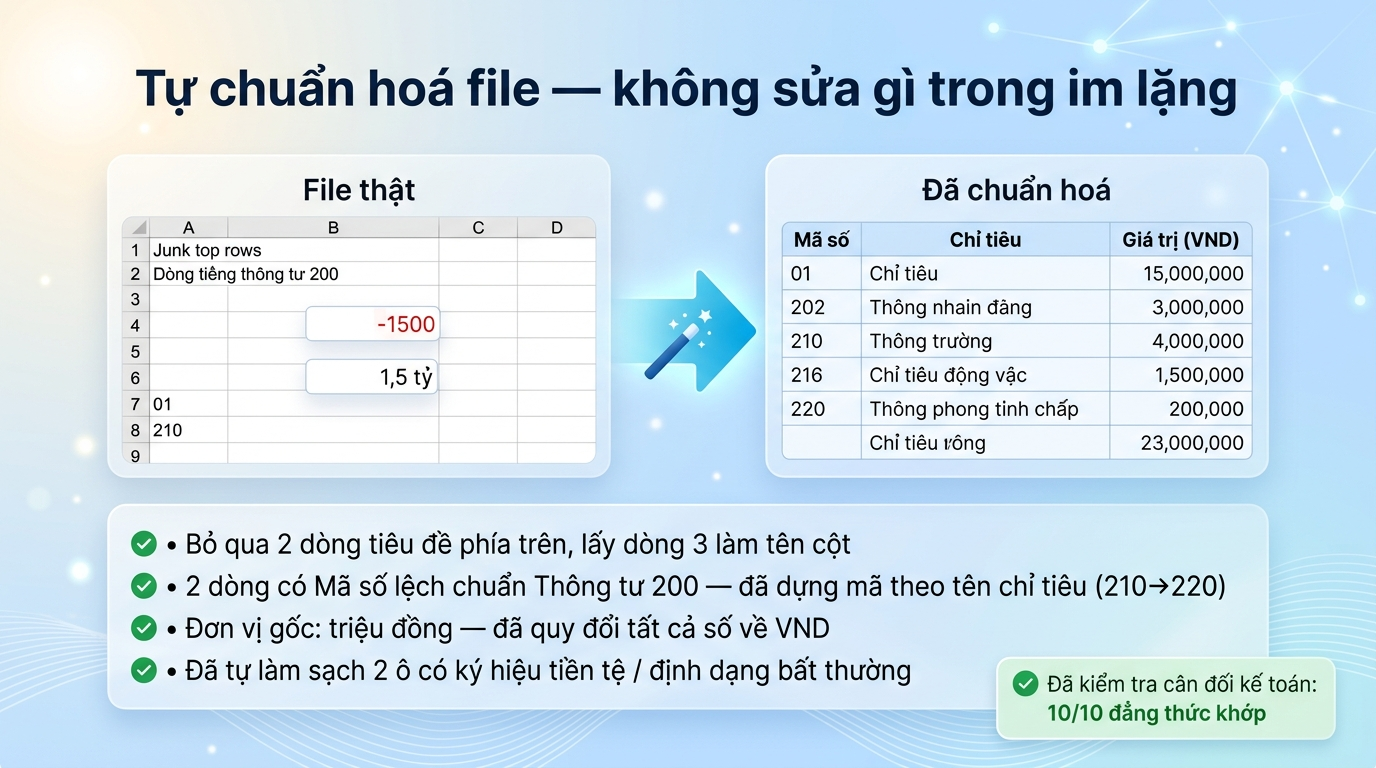 Tự chuẩn hoá file — không sửa gì trong im lặng
File thật
A B C D
1 Junk top rows
2 Dòng tiếng thông tư 200
3
4 -1500
5
6 1,5 tỷ
7 01
8 210
9
Đã chuẩn hoá
Mã số Chỉ tiêu Giá trị (VND)
01 Chỉ tiêu 15,000,000
202 Thông nhain đàng 3,000,000
210 Thông trường 4,000,000
216 Chỉ tiêu động vậc 1,500,000
220 Thông phong tinh chấp 200,000
Chỉ tiêu 23,000,000
• Bỏ qua 2 dòng tiêu đề phía trên, lấy dòng 3 làm tên cột
• 2 dòng có Mã số lệch chuẩn Thông tư 200 — đã dựng mã theo tên chỉ tiêu (210→220)
• Đơn vị gốc: triệu đồng — đã quy đổi tất cả số về VND
• Đã tự làm sạch 2 ô có ký hiệu tiền tệ / định dạng bất thường
Đã kiểm tra cân đối kế toán:
10/10 đẳng thức khớp